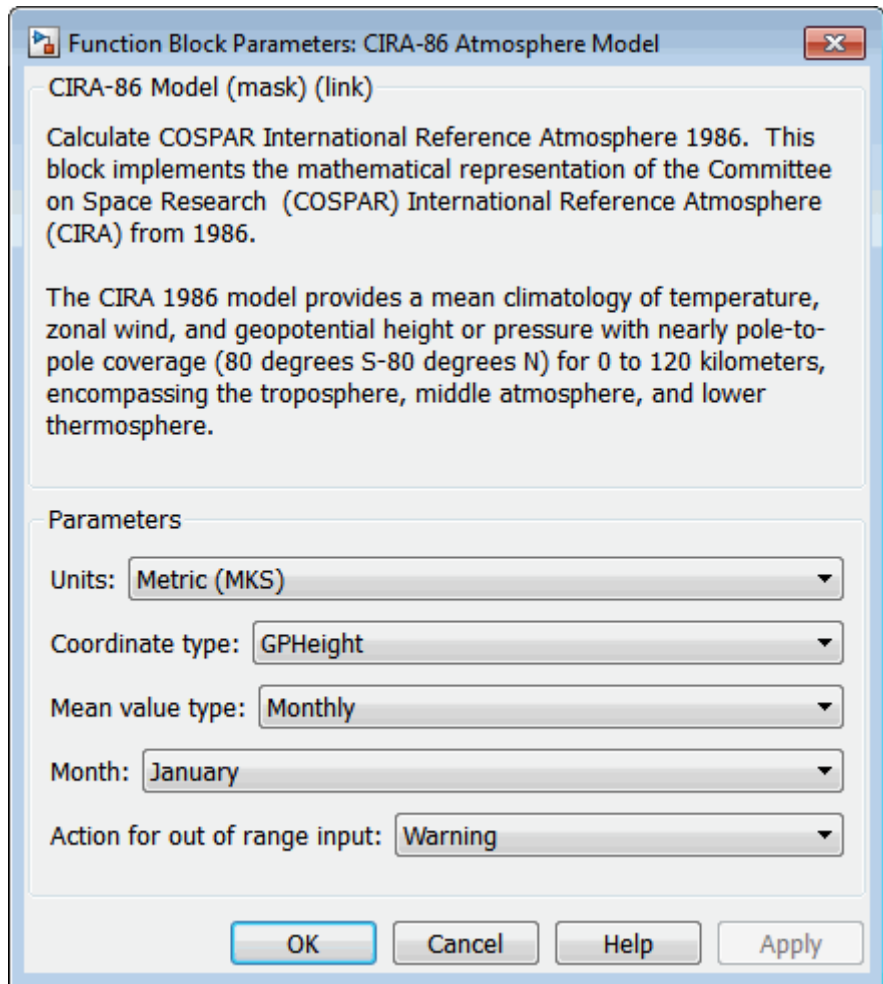 Function Block Parameters: CIRA-86 Atmosphere Model
CIRA-86 Model (mask) (link)
Calculate COSPAR International Reference Atmosphere 1986.  This
block implements the mathematical representation of the Committee
on Space Research  (COSPAR) International Reference Atmosphere
(CIRA) from 1986.
The CIRA 1986 model provides a mean climatology of temperature,
zonal wind, and geopotential height or pressure with nearly pole-to-
pole coverage (80 degrees S-80 degrees N) for 0 to 120 kilometers,
encompassing the troposphere, middle atmosphere, and lower
thermosphere.
Parameters
Units: Metric (MKS)
Coordinate type: GPHeight
Mean value type: Monthly
Month: January
Action for out of range input: Warning
OK Cancel Help Apply